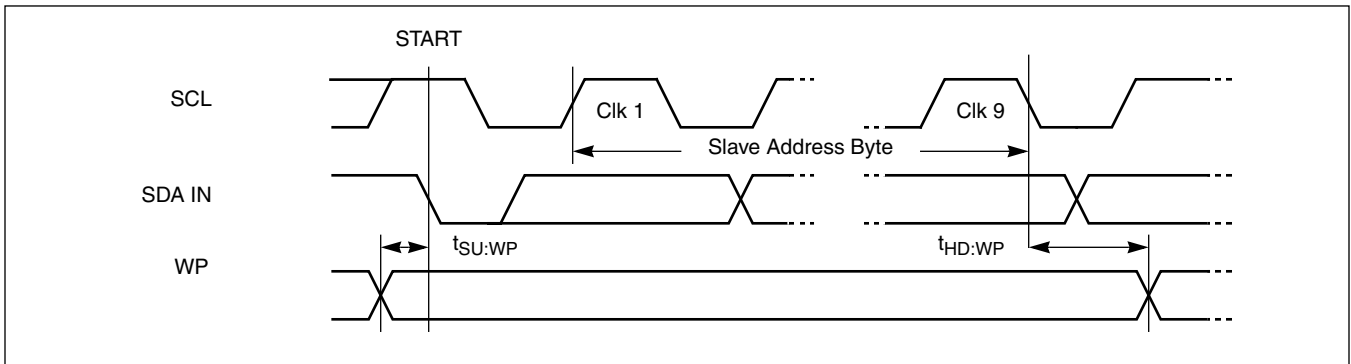 START
SCL
Clk 1
Clk 9
Slave Address Byte
SDA IN
tSU:WP
tHD:WP
WP